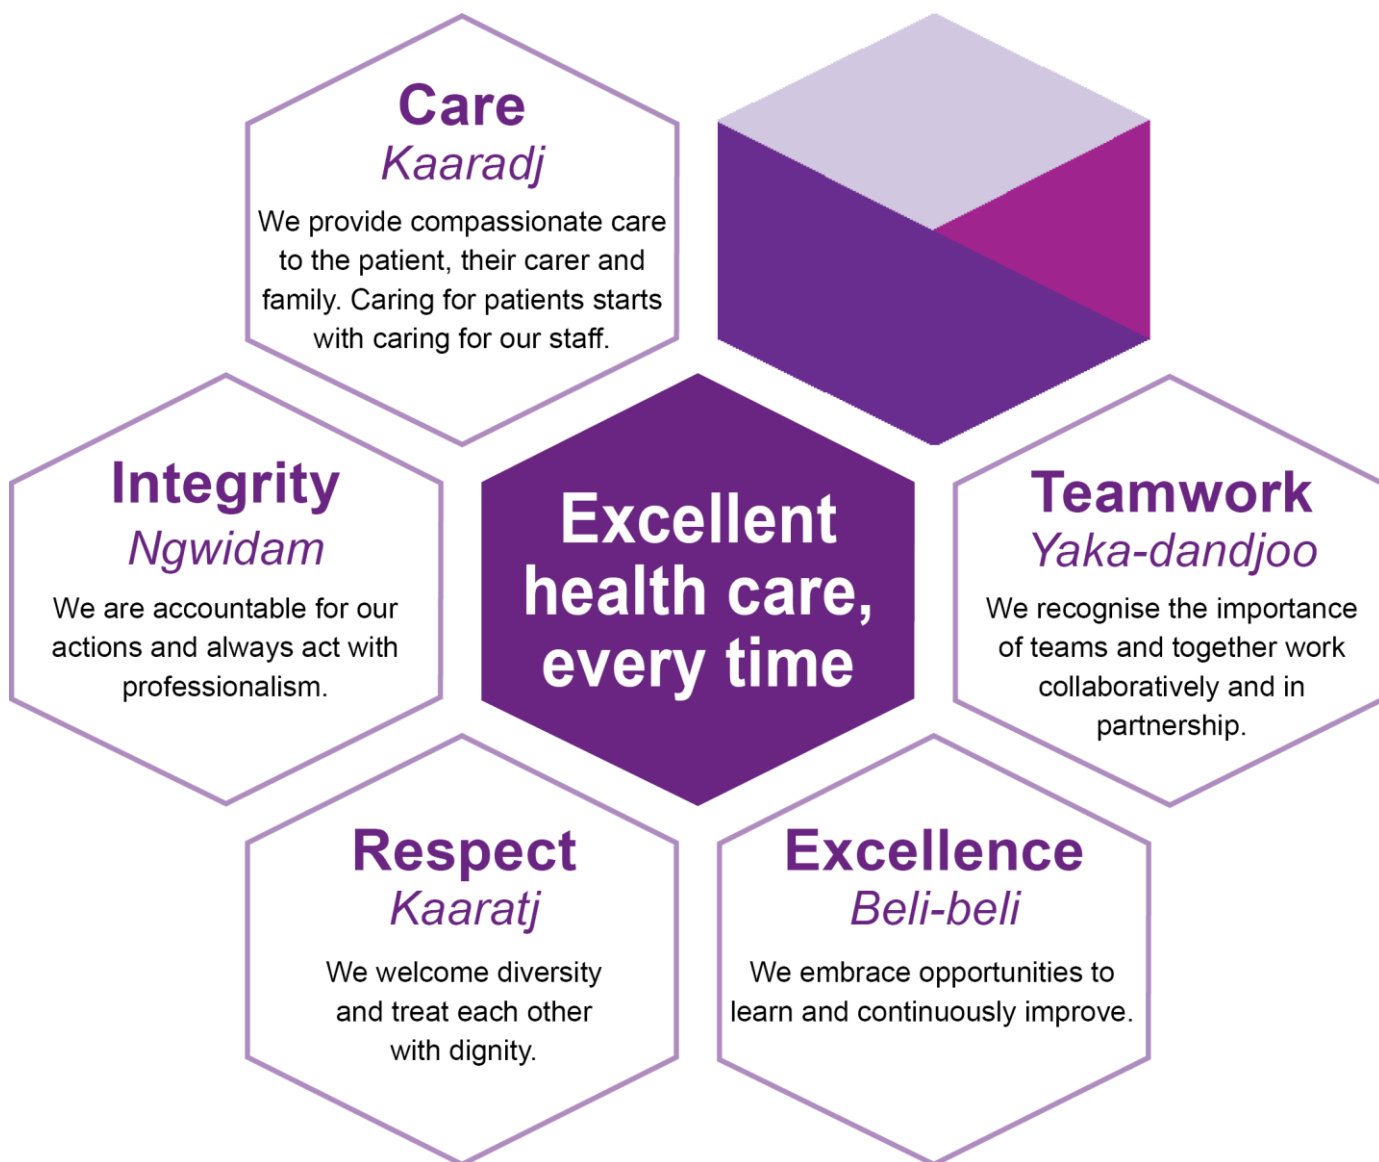 Care
Kaaradj
We provide compassionate care
to the patient, their carer and
family. Caring for patients starts
with caring for our staff.
Integrity
Ngwidam
We are accountable for our
actions and always act with
professionalism.
Excellent
health care,
every time
Teamwork
Yaka-dandjoo
We recognise the importance
of teams and together work
collaboratively and in
partnership.
Respect
Kaaratj
We welcome diversity
and treat each other
with dignity.
Excellence
Beli-beli
We embrace opportunities to
learn and continuously improve.